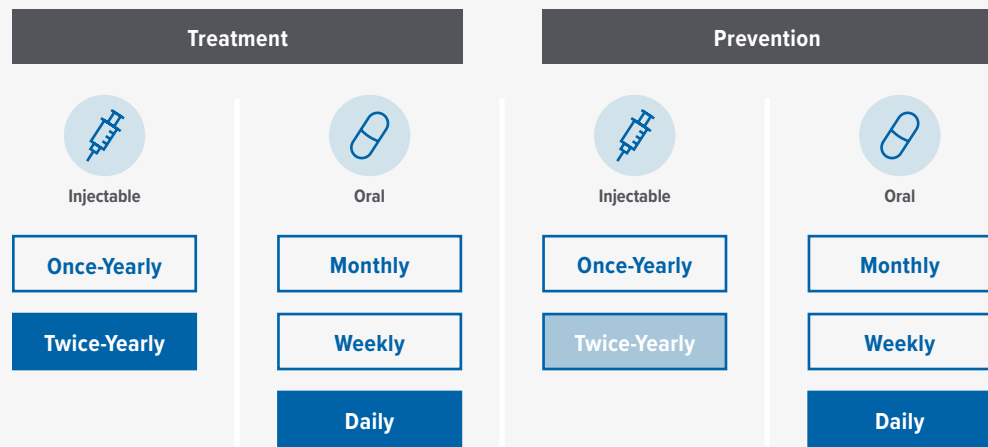 Treatment
Prevention
Injectable
Oral
Injectable
Oral
Once-Yearly
Monthly
Once-Yearly
Monthly
Twice-Yearly
Weekly
Twice-Yearly
Weekly
Daily
Daily